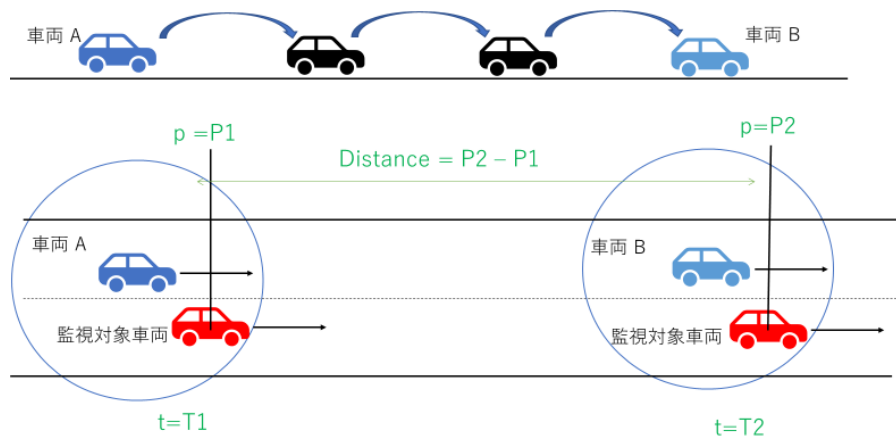 車両 A
車両 B
p =P1
p=P2
Distance = P2 – P1
車両 A
車両 B
監視対象車両
監視対象車両
t=T1
t=T2